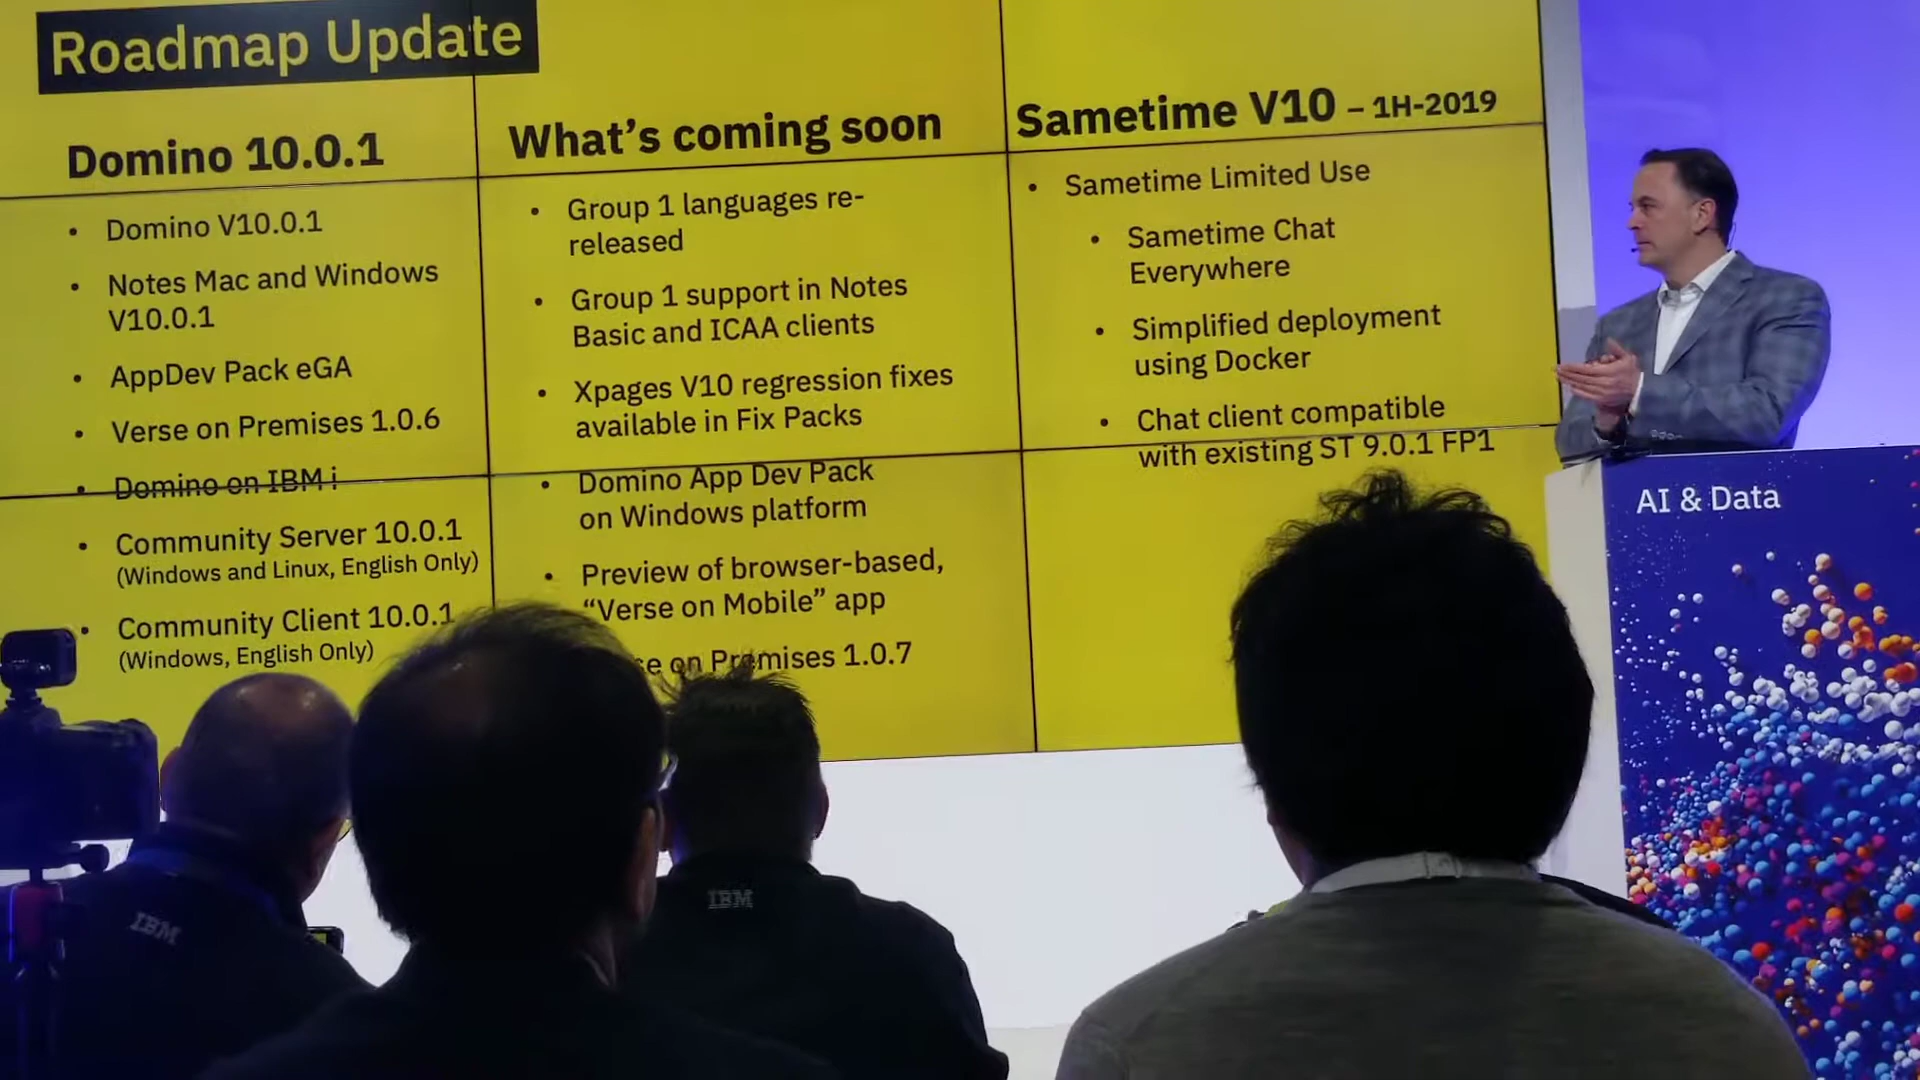 Roadmap Update
Domino 10.0.1
• Domino V10.0.1
• Notes Mac and Windows
V10.0.1
• AppDev Pack eGA
• Verse on Premises 1.0.6
• Domino on IBM i
• Community Server 10.0.1
(Windows and Linux, English Only)
• Community Client 10.0.1
(Windows, English Only)
What's coming soon
• Group 1 languages re-
released
• Group 1 support in Notes
Basic and ICAA clients
• Xpages V10 regression fixes
available in Fix Packs
• Domino App Dev Pack
on Windows platform
• Preview of browser-based,
“Verse on Mobile” app
on Premises 1.0.7
Sametime V10 – 1H-2019
• Sametime Limited Use
• Sametime Chat
Everywhere
• Simplified deployment
using Docker
• Chat client compatible
with existing ST 9.0.1 FP1
AI & Data
IBM
IBM